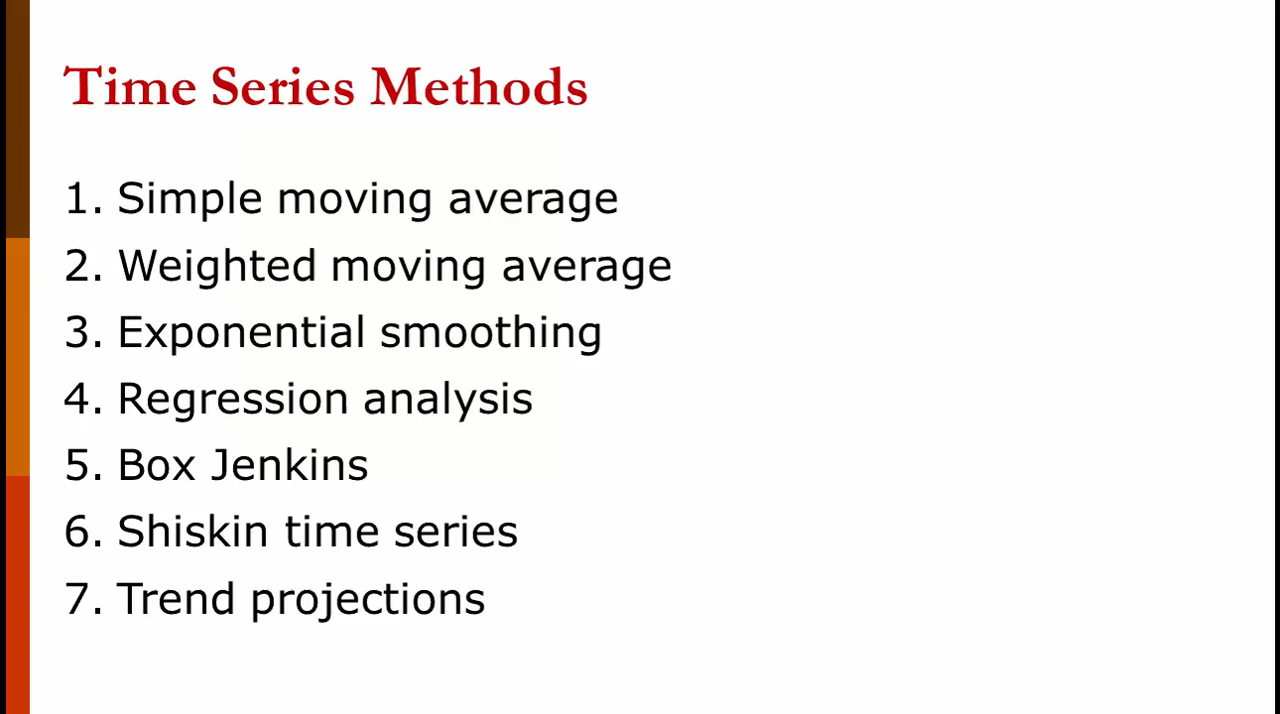 Time Series Methods
1. Simple moving average
2. Weighted moving average
3. Exponential smoothing
4. Regression analysis
5. Box Jenkins
6. Shiskin time series
7. Trend projections